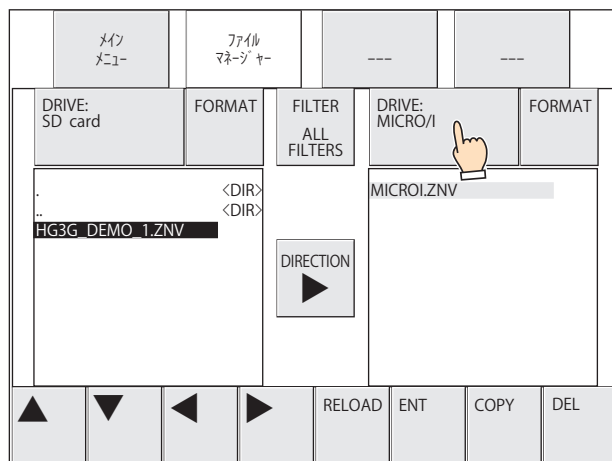 メイン
メニュー
ファイル
マネージャー
---
---
DRIVE:
SD card
FORMAT
FILTER
ALL
FILTERS
DRIVE:
MICRO/I
FORMAT
. <DIR>
.. <DIR>
HG3G_DEMO_1.ZNV
MICROI.ZNV
DIRECTION
RELOAD
ENT
COPY
DEL